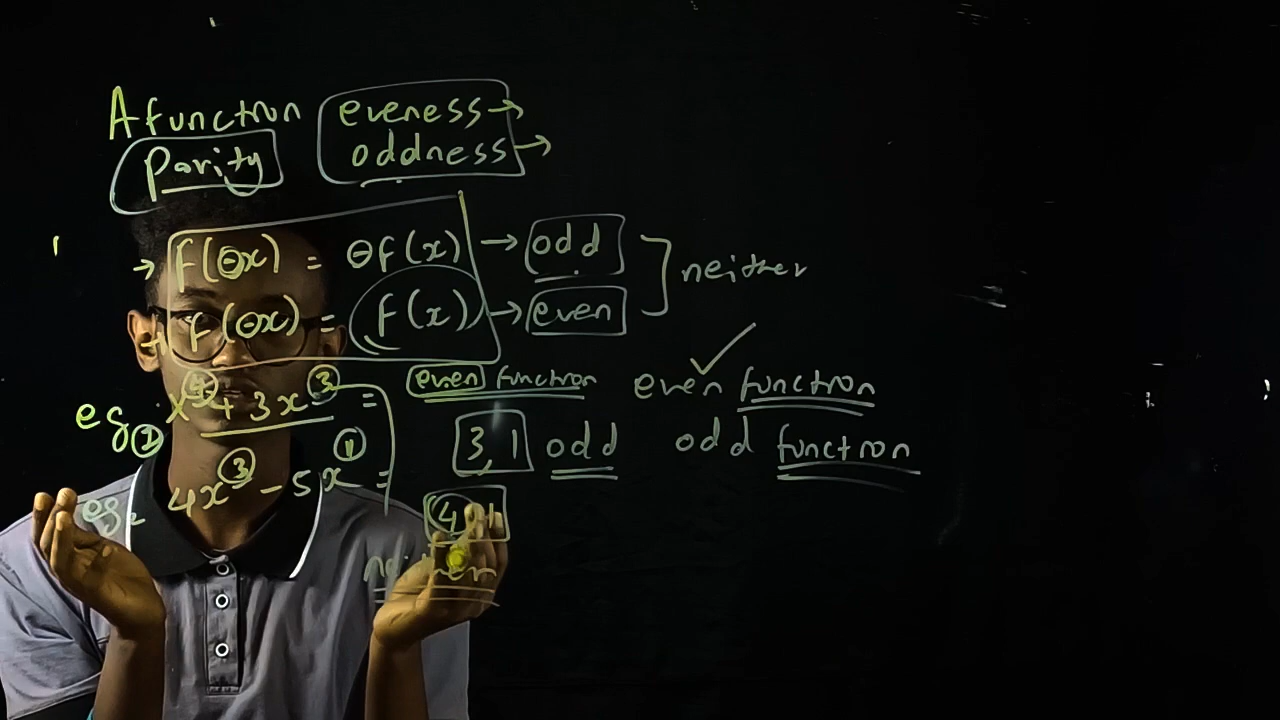 A function eveness →
Parity oddness →
→ f(⊖x) = ⊖f(x) → odd
→ f(⊖x) = f(x) → even
neither
eg① x④ + 3x③ = even function even function ✓
eg₂ 4x③ - 5x① = 3, 1 odd odd function
4